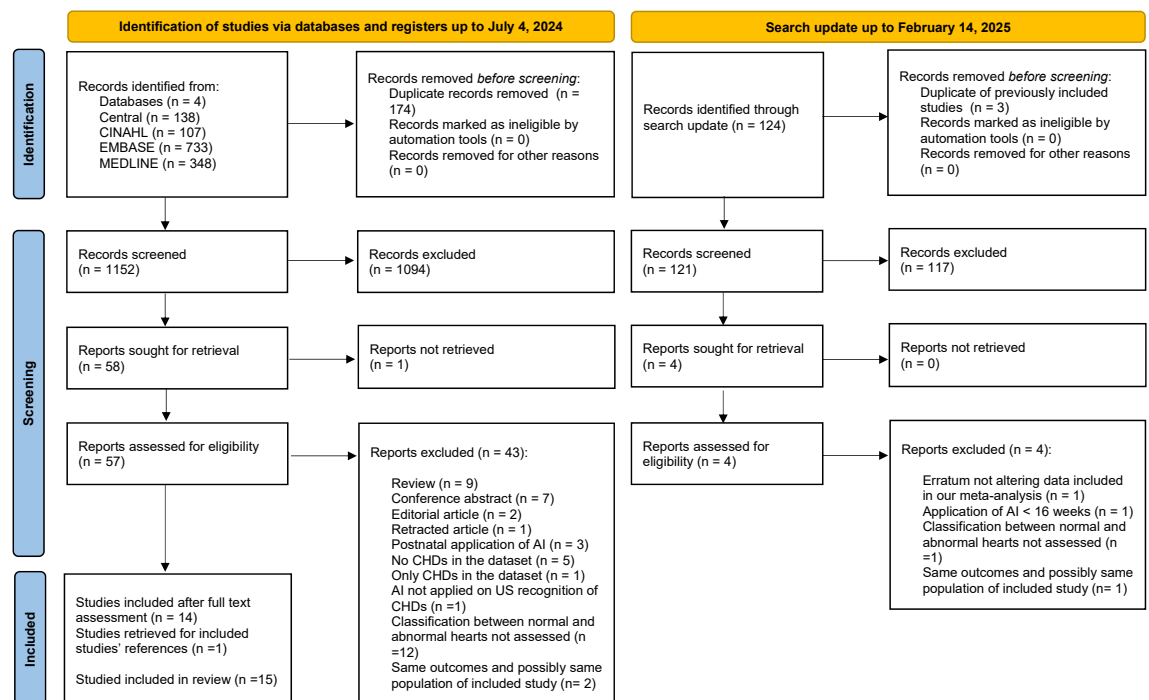 Identification of studies via databases and registers up to July 4, 2024
Search update up to February 14, 2025
Identification
Records identified from:
Databases (n = 4)
Central (n = 138)
CINAHL (n = 107)
EMBASE (n = 733)
MEDLINE (n = 348)
Records removed before screening:
Duplicate records removed (n =
174)
Records marked as ineligible by
automation tools (n = 0)
Records removed for other reasons
(n = 0)
Records identified through
search update (n = 124)
Records removed before screening:
Duplicate of previously included
studies (n = 3)
Records marked as ineligible by
automation tools (n = 0)
Records removed for other reasons
(n = 0)
Screening
Records screened
(n = 1152)
Records excluded
(n = 1094)
Records screened
(n = 121)
Records excluded
(n = 117)
Reports sought for retrieval
(n = 58)
Reports not retrieved
(n = 1)
Reports sought for retrieval
(n = 4)
Reports not retrieved
(n = 0)
Reports assessed for eligibility
(n = 57)
Reports excluded (n = 43):
Review (n = 9)
Conference abstract (n = 7)
Editorial article (n = 2)
Retracted article (n = 1)
Postnatal application of AI (n = 3)
No CHDs in the dataset (n = 5)
Only CHDs in the dataset (n = 1)
AI not applied on US recognition of
CHDs (n =1)
Classification between normal and
abnormal hearts not assessed (n
=12)
Same outcomes and possibly same
population of included study (n= 2)
Reports assessed for
eligibility (n = 4)
Reports excluded (n = 4):
Erratum not altering data included
in our meta-analysis (n = 1)
Application of AI < 16 weeks (n = 1)
Classification between normal and
abnormal hearts not assessed (n
=1)
Same outcomes and possibly same
population of included study (n= 1)
Included
Studies included after full text
assessment (n = 14)
Studies retrieved for included
studies' references (n =1)
Studied included in review (n =15)